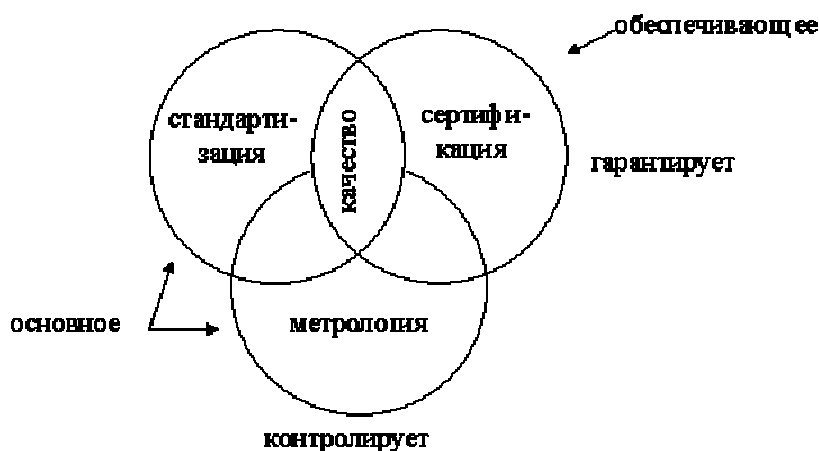 обеспечивающее
стандарти-
зация
качество
сертифи-
кация
гарантирует
основное
метрология
контролирует